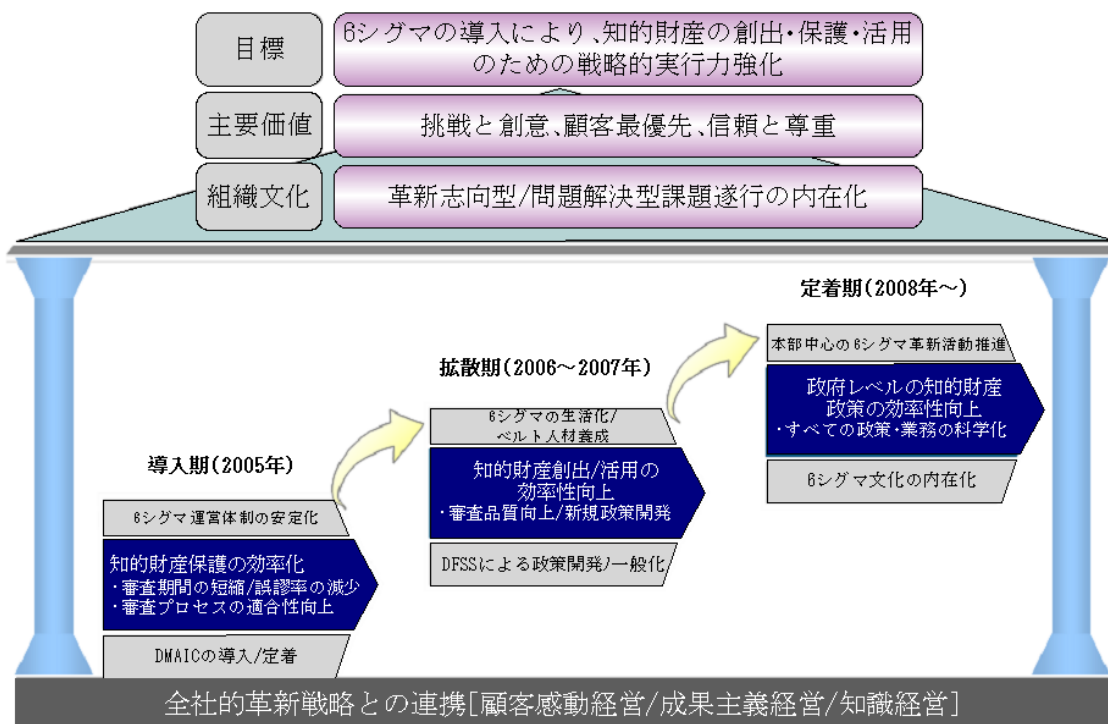 目標
6シグマの導入により、知的財産の創出・保護・活用
のための戦略的実行力強化
主要価値
挑戦と創意、顧客最優先、信頼と尊重
組織文化
革新志向型/問題解決型課題遂行の内在化
導入期(2005年)
6シグマ運営体制の安定化
知的財産保護の効率化
・審査期間の短縮/誤謬率の減少
・審査プロセスの適合性向上
DMAICの導入/定着
拡散期(2006〜2007年)
6シグマの生活化/
ベルト人材養成
知的財産創出/活用の
効率性向上
・審査品質向上/新規政策開発
DFSSによる政策開発/一般化
定着期(2008年〜)
本部中心の6シグマ革新活動推進
政府レベルの知的財産
政策の効率性向上
・すべての政策・業務の科学化
6シグマ文化の内在化
全社的革新戦略との連携[顧客感動経営/成果主義経営/知識経営]